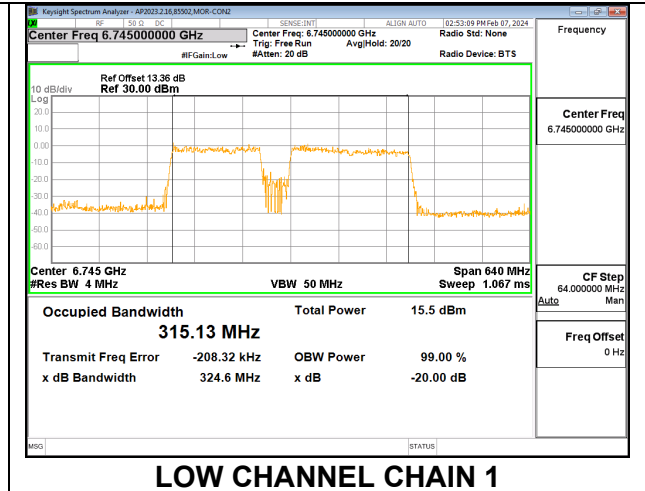 Keysight Spectrum Analyzer - AP2023.2.16,85502,MOR-CON2
RF 50 Ω DC SENSE:INT ALIGN AUTO 02:53:09 PM Feb 07, 2024
Center Freq 6.745000000 GHz Center Freq: 6.745000000 GHz Radio Std: None
Trig: Free Run Avg|Hold: 20/20
#IFGain:Low #Atten: 20 dB Radio Device: BTS
Ref Offset 13.36 dB
10 dB/div Ref 30.00 dBm
Log
20.0
10.0
0.00
-10.0
-20.0
-30.0
-40.0
-50.0
-60.0
Center 6.745 GHz Span 640 MHz
#Res BW 4 MHz VBW 50 MHz Sweep 1.067 ms
Occupied Bandwidth Total Power 15.5 dBm
315.13 MHz
Transmit Freq Error -208.32 kHz OBW Power 99.00 %
x dB Bandwidth 324.6 MHz x dB -20.00 dB
MSG STATUS
Frequency
Center Freq
6.745000000 GHz
CF Step
64.000000 MHz
Auto Man
Freq Offset
0 Hz
LOW CHANNEL CHAIN 1